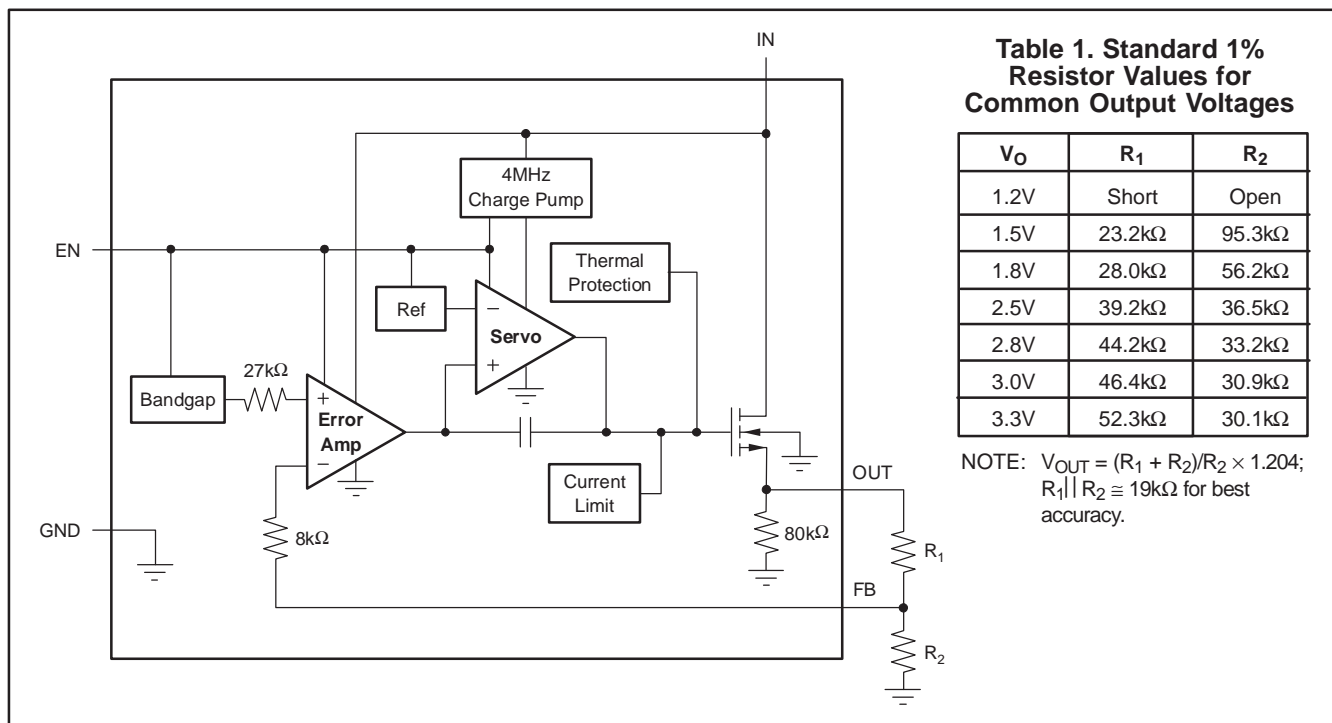 IN
4MHz
Charge Pump
EN
Thermal
Protection
Ref
−
Servo
+
27kΩ
Bandgap
+
Error
Amp
−
Current
Limit
OUT
GND
8kΩ
80kΩ
R1
FB
R2
Table 1. Standard 1%
Resistor Values for
Common Output Voltages
VO R1 R2
1.2V Short Open
1.5V 23.2kΩ 95.3kΩ
1.8V 28.0kΩ 56.2kΩ
2.5V 39.2kΩ 36.5kΩ
2.8V 44.2kΩ 33.2kΩ
3.0V 46.4kΩ 30.9kΩ
3.3V 52.3kΩ 30.1kΩ
NOTE: VOUT = (R1 + R2)/R2 × 1.204;
R1|| R2 ≅ 19kΩ for best
accuracy.